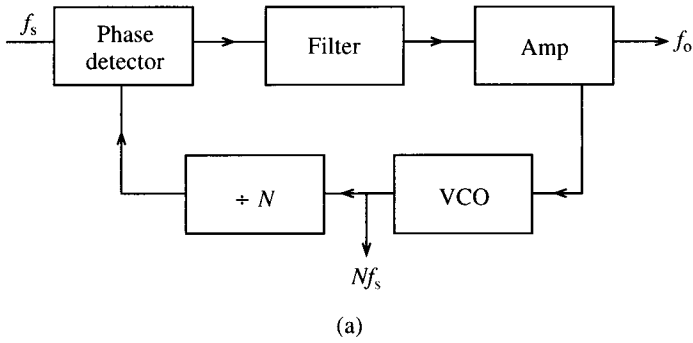 f_s
Phase
detector
Filter
Amp
f_o
÷ N
VCO
Nf_s
(a)